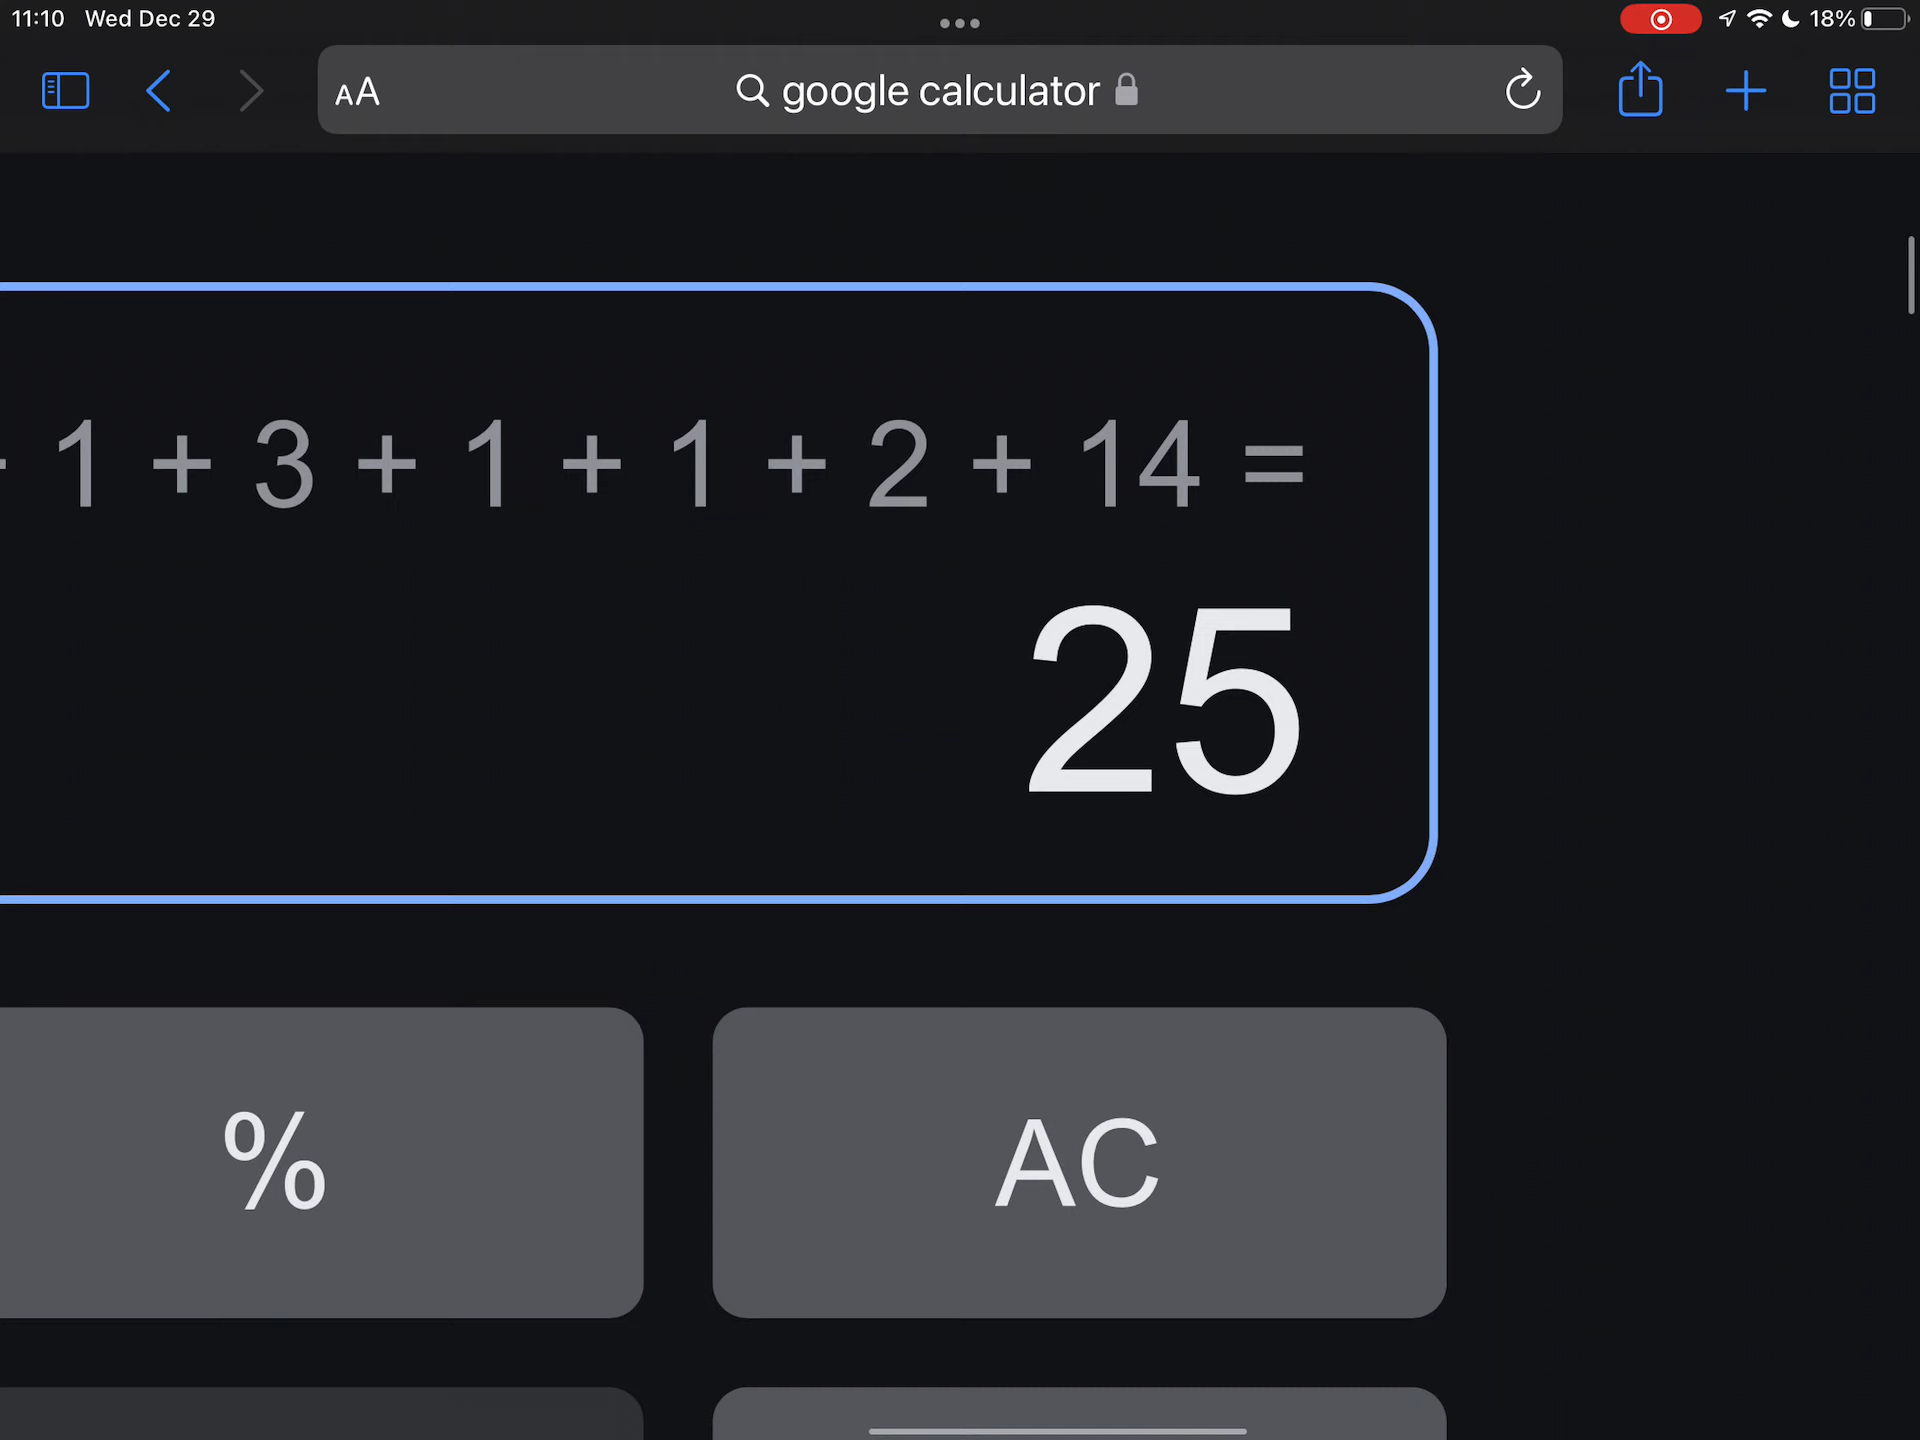 11:10 Wed Dec 29
18%
AA google calculator
1 + 3 + 1 + 1 + 2 + 14 =
25
% AC